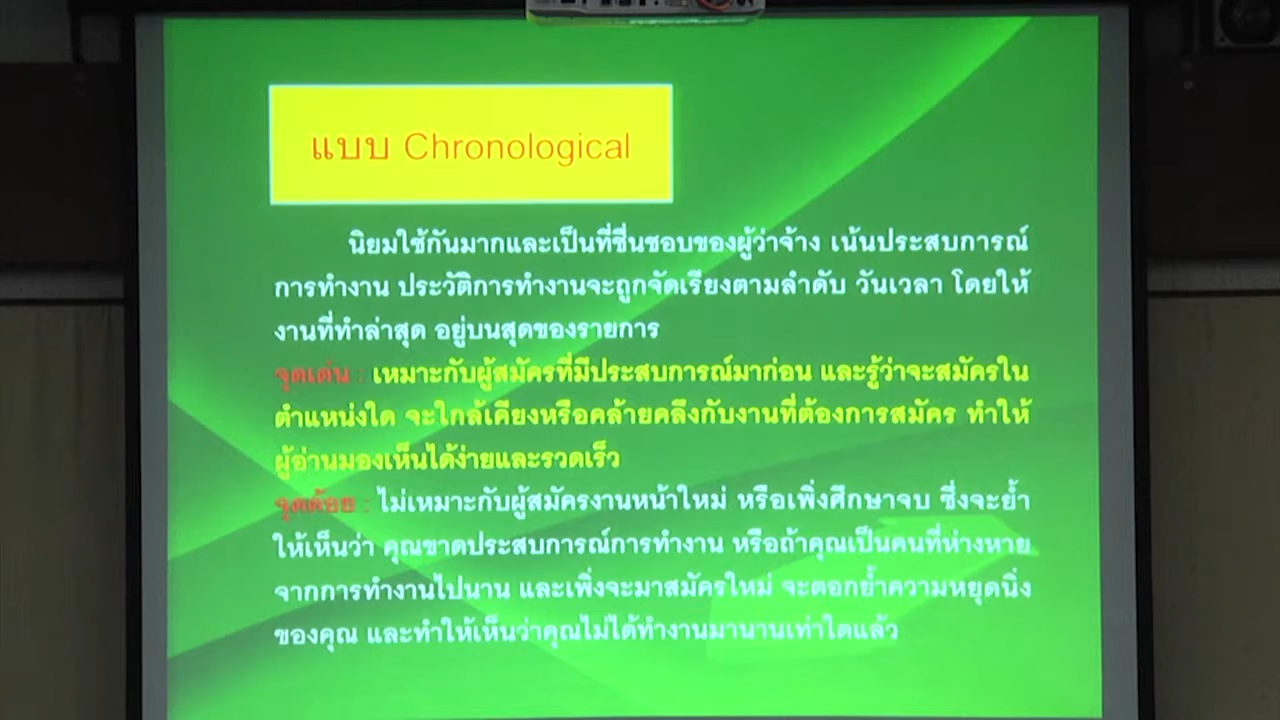 แบบ Chronological
นิยมใช้กันมากและเป็นที่ชื่นชอบของผู้ว่าจ้าง เน้นประสบการณ์
การทำงาน ประวัติการทำงานจะถูกจัดเรียงตามลำดับ วันเวลา โดยให้
งานที่ทำล่าสุด อยู่บนสุดของรายการ
จุดเด่น : เหมาะกับผู้สมัครที่มีประสบการณ์มาก่อน และรู้ว่าจะสมัครใน
ตำแหน่งใด จะใกล้เคียงหรือคล้ายคลึงกับงานที่ต้องการสมัคร ทำให้
ผู้อ่านมองเห็นได้ง่ายและรวดเร็ว
จุดด้อย : ไม่เหมาะกับผู้สมัครงานหน้าใหม่ หรือเพิ่งศึกษาจบ ซึ่งจะย้ำ
ให้เห็นว่า คุณขาดประสบการณ์การทำงาน หรือถ้าคุณเป็นคนที่ห่างหาย
จากการทำงานไปนาน และเพิ่งจะมาสมัครใหม่ จะตอกย้ำความหยุดนิ่ง
ของคุณ และทำให้เห็นว่าคุณไม่ได้ทำงานมานานเท่าใดแล้ว